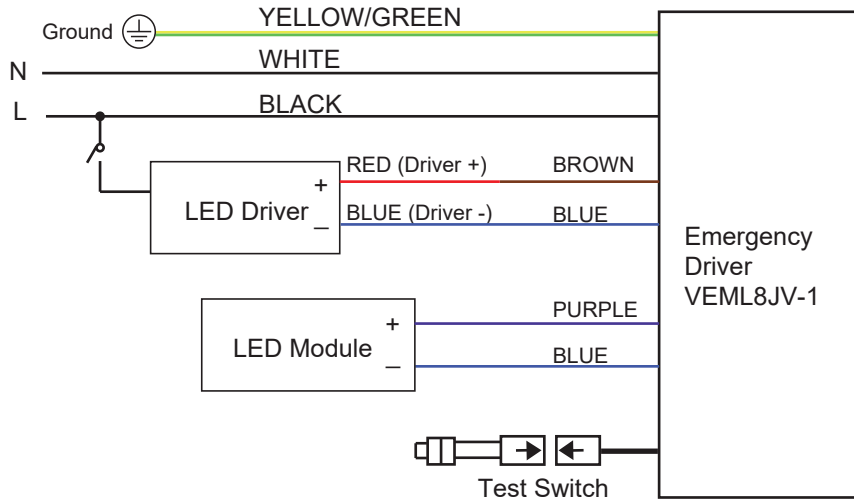 YELLOW/GREEN
Ground
WHITE
N
BLACK
L
RED (Driver +) BROWN
+
LED Driver
BLUE (Driver -) BLUE
–
Emergency
Driver
VEML8JV-1
PURPLE
+
LED Module
BLUE
–
Test Switch